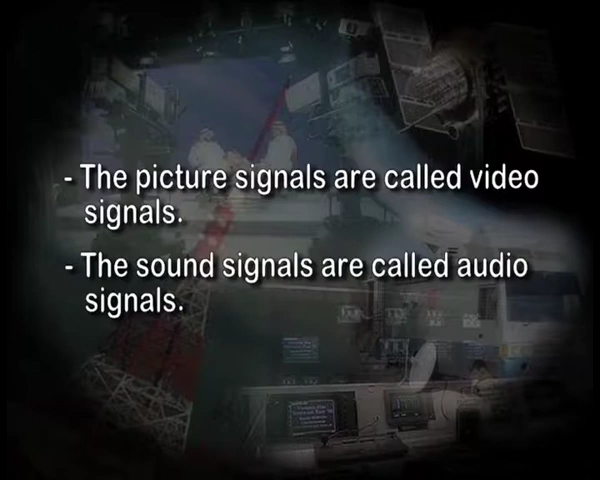 - The picture signals are called video
signals.
- The sound signals are called audio
signals.